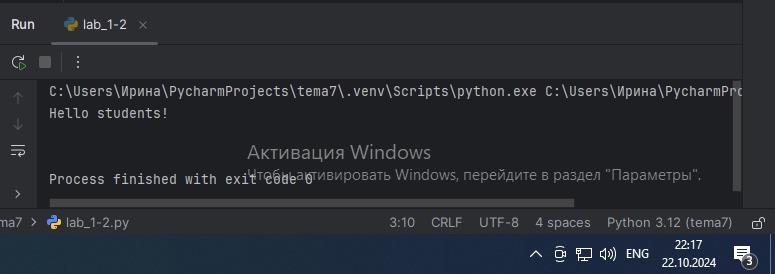 Run lab_1-2
C:\Users\Ирина\PycharmProjects\tema7\.venv\Scripts\python.exe C:\Users\Ирина\PycharmPro
Hello students!
Активация Windows
Чтобы активировать Windows, перейдите в раздел "Параметры".
Process finished with exit code 0
ma7 > lab_1-2.py 3:10 CRLF UTF-8 4 spaces Python 3.12 (tema7)
ENG 22:17
22.10.2024 3